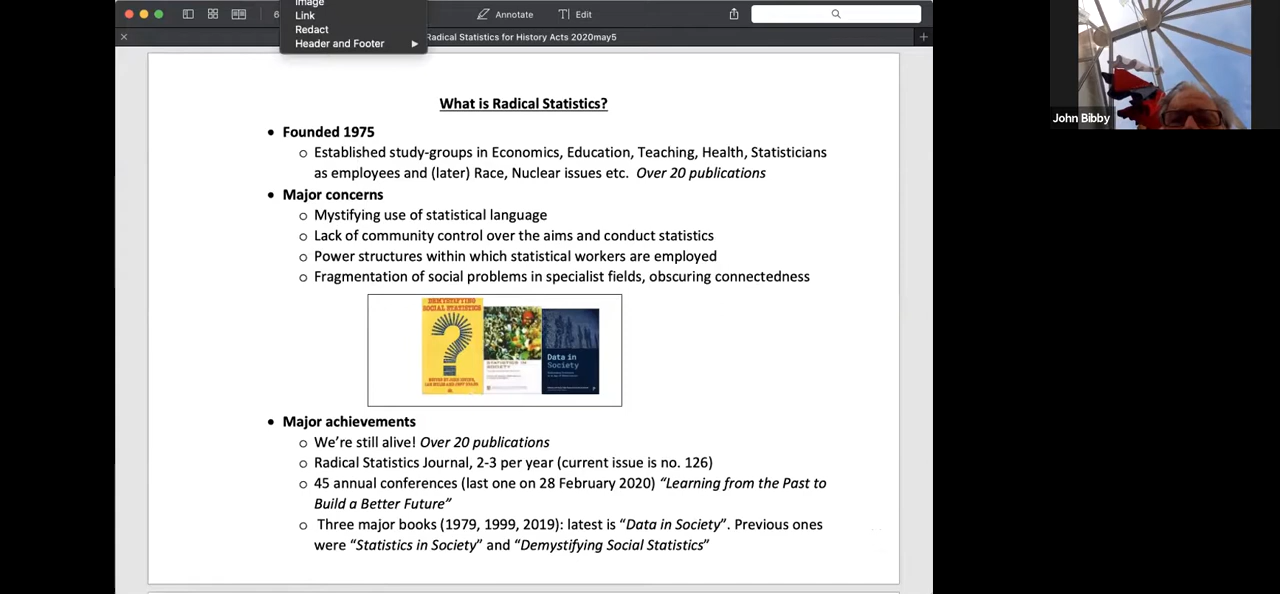 Image
Link
Redact
Header and Footer
6
Annotate
Edit
Radical Statistics for History Acts 2020may5
John Bibby
What is Radical Statistics?
• Founded 1975
o Established study-groups in Economics, Education, Teaching, Health, Statisticians
as employees and (later) Race, Nuclear issues etc. Over 20 publications
• Major concerns
o Mystifying use of statistical language
o Lack of community control over the aims and conduct statistics
o Power structures within which statistical workers are employed
o Fragmentation of social problems in specialist fields, obscuring connectedness
DEMYSTIFYING
SOCIAL STATISTICS
?
STATISTICS IN
SOCIETY
Data in
Society
• Major achievements
o We’re still alive! Over 20 publications
o Radical Statistics Journal, 2-3 per year (current issue is no. 126)
o 45 annual conferences (last one on 28 February 2020) “Learning from the Past to
Build a Better Future”
o Three major books (1979, 1999, 2019): latest is “Data in Society”. Previous ones
were “Statistics in Society” and “Demystifying Social Statistics”